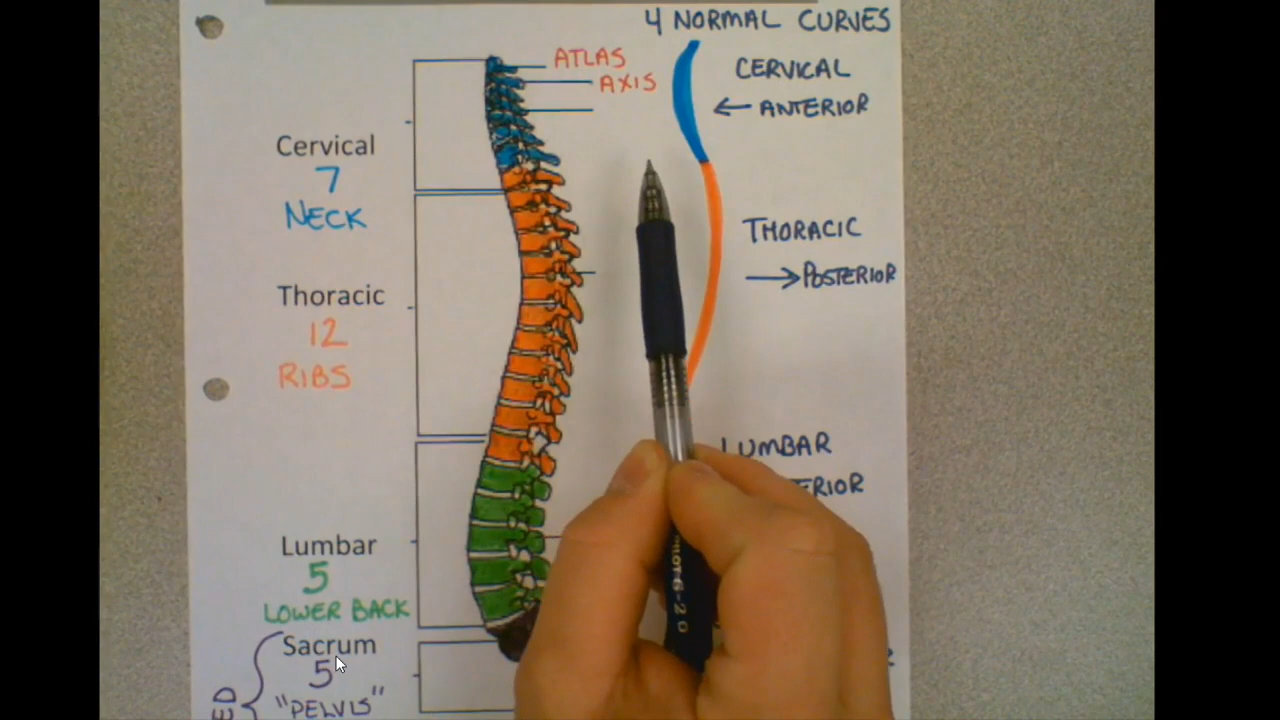 4 NORMAL CURVES
ATLAS
AXIS
CERVICAL
← ANTERIOR
Cervical
7
NECK
THORACIC
→ POSTERIOR
Thoracic
12
RIBS
LUMBAR
Lumbar
5
LOWER BACK
Sacrum
5
"PELVIS"